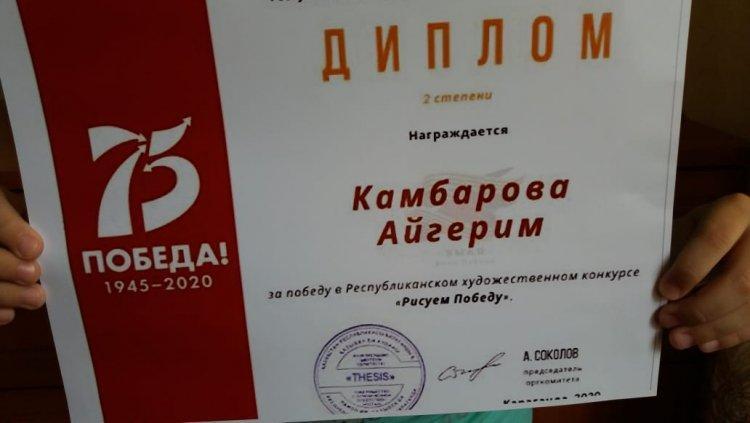 ДИПЛОМ
2 степени
Награждается
Камбарова
Айгерим
за победу в Республиканском художественном конкурсе
«Рисуем Победу».
75
ПОБЕДА!
1945–2020
«THESIS»
А. СОКОЛОВ
председатель
оргкомитета